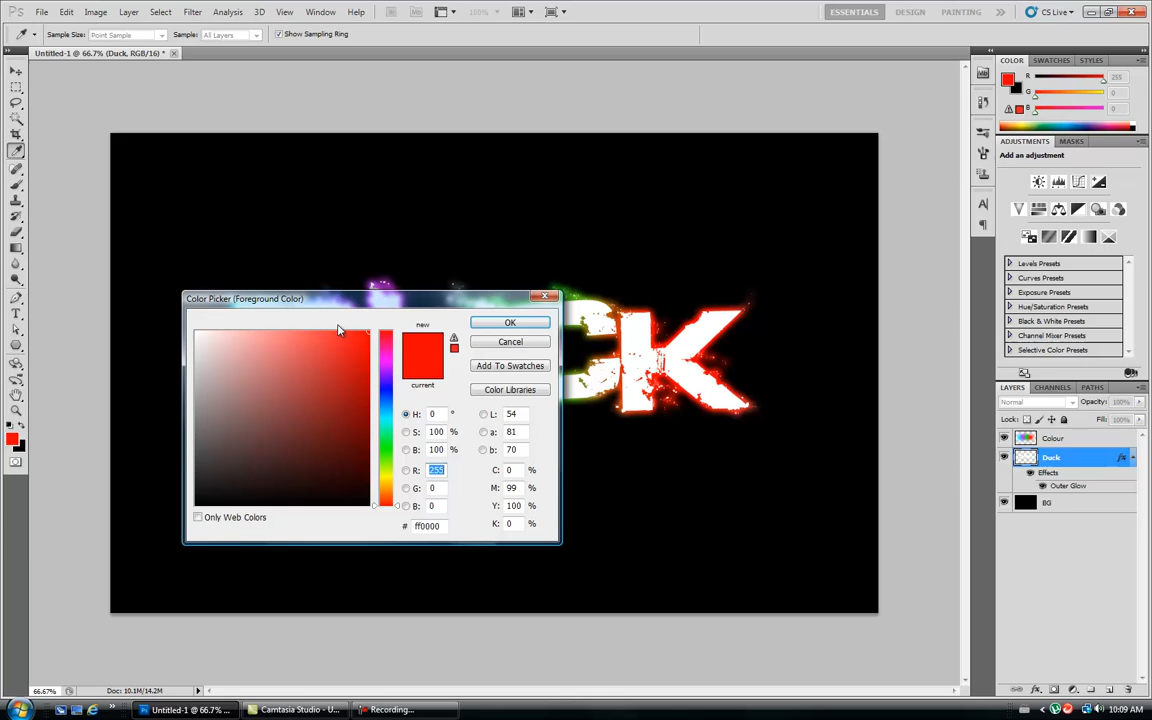 Ps File Edit Image Layer Select Filter Analysis 3D View Window Help 100% ESSENTIALS DESIGN PAINTING >> CS Live
Sample Size: Point Sample Sample: All Layers Show Sampling Ring
Untitled-1 @ 66.7% (Duck, RGB/16) *
COLOR SWATCHES STYLES
R 255
G 0
B 0
ADJUSTMENTS MASKS
Add an adjustment
Levels Presets
Curves Presets
Exposure Presets
Hue/Saturation Presets
Black & White Presets
Channel Mixer Presets
Selective Color Presets
LAYERS CHANNELS PATHS
Normal Opacity: 100%
Lock: Fill: 100%
Colour
Duck fx
Effects
Outer Glow
BG
CK
Color Picker (Foreground Color)
new
current
OK
Cancel
Add To Swatches
Color Libraries
H: 0 ° L: 54
S: 100 % a: 81
B: 100 % b: 70
R: 255 C: 0 %
G: 0 M: 99 %
B: 0 Y: 100 %
# ff0000 K: 0 %
Only Web Colors
66.67% Doc: 10.1M/14.2M
Untitled-1 @ 66.7% ... Camtasia Studio - U... Recording... 10:09 AM